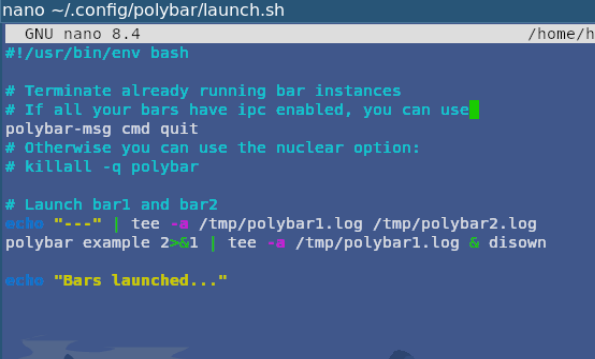 nano ~/.config/polybar/launch.sh
GNU nano 8.4 /home/h
#!/usr/bin/env bash
# Terminate already running bar instances
# If all your bars have ipc enabled, you can use
polybar-msg cmd quit
# Otherwise you can use the nuclear option:
# killall -q polybar
# Launch bar1 and bar2
echo "---" | tee -a /tmp/polybar1.log /tmp/polybar2.log
polybar example 2>&1 | tee -a /tmp/polybar1.log & disown
echo "Bars launched..."